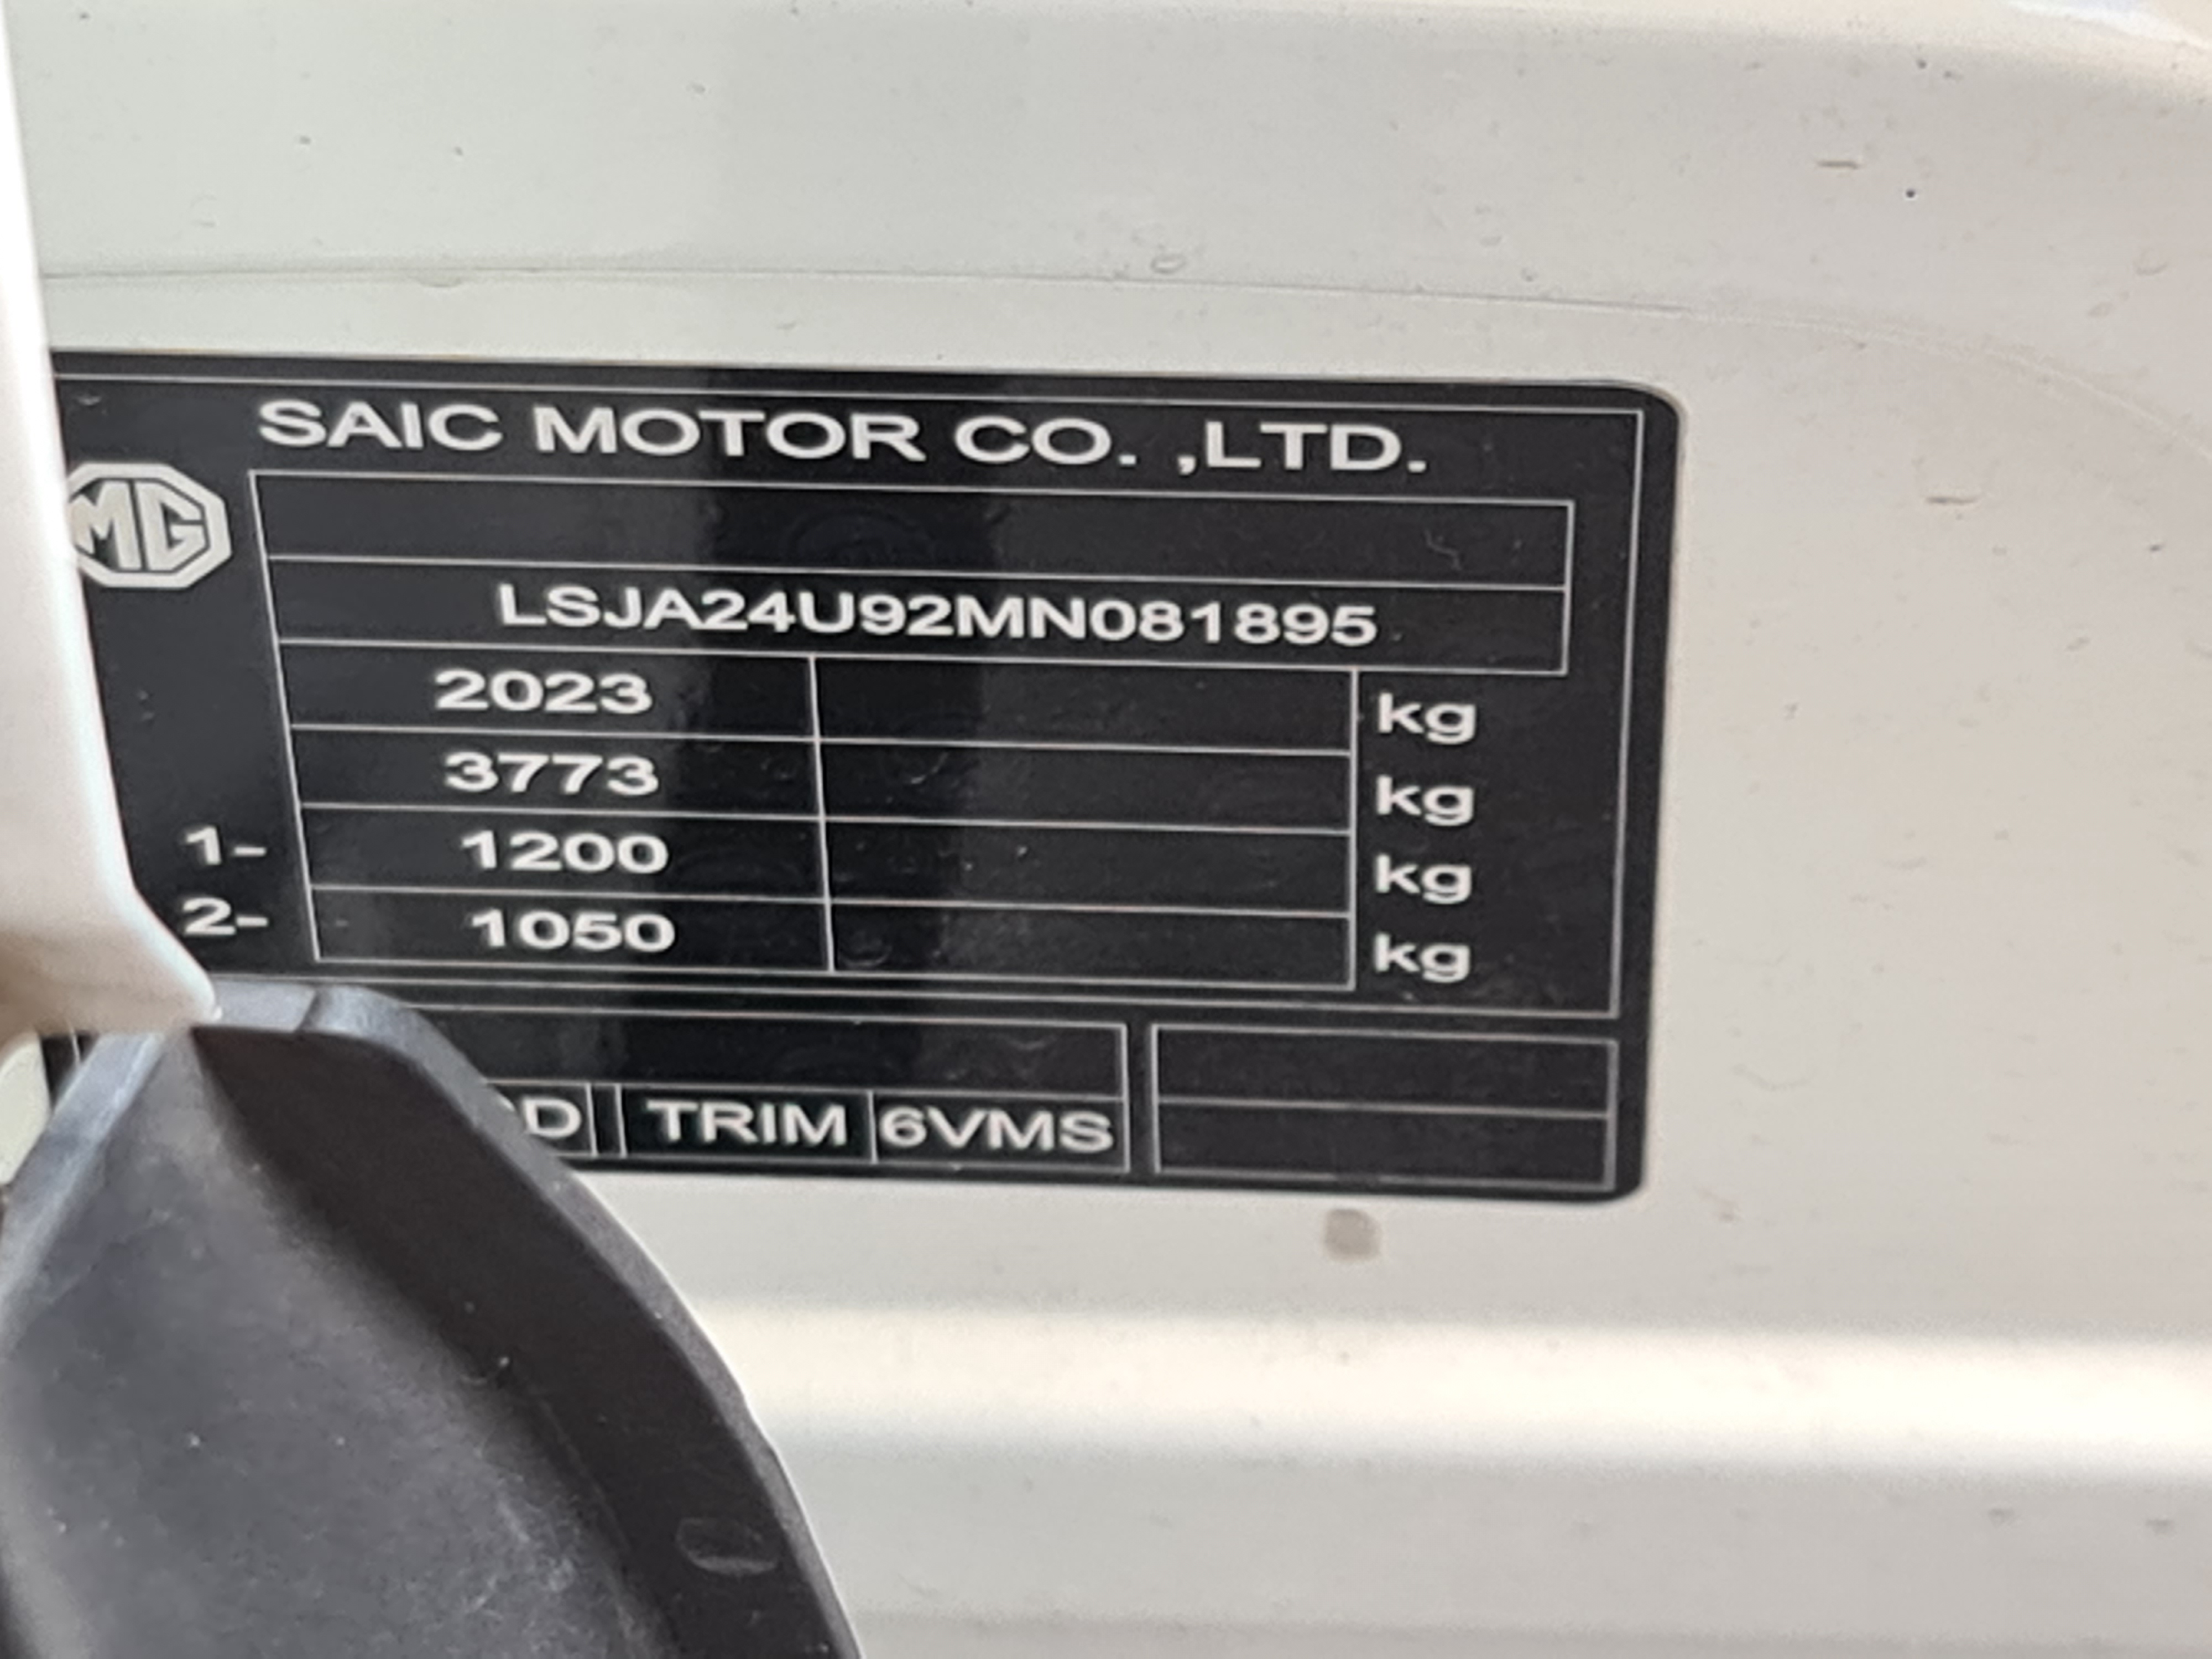 SAIC MOTOR CO. ,LTD.
MG
LSJA24U92MN081895
2023 kg
3773 kg
1- 1200 kg
2- 1050 kg
D TRIM 6VMS